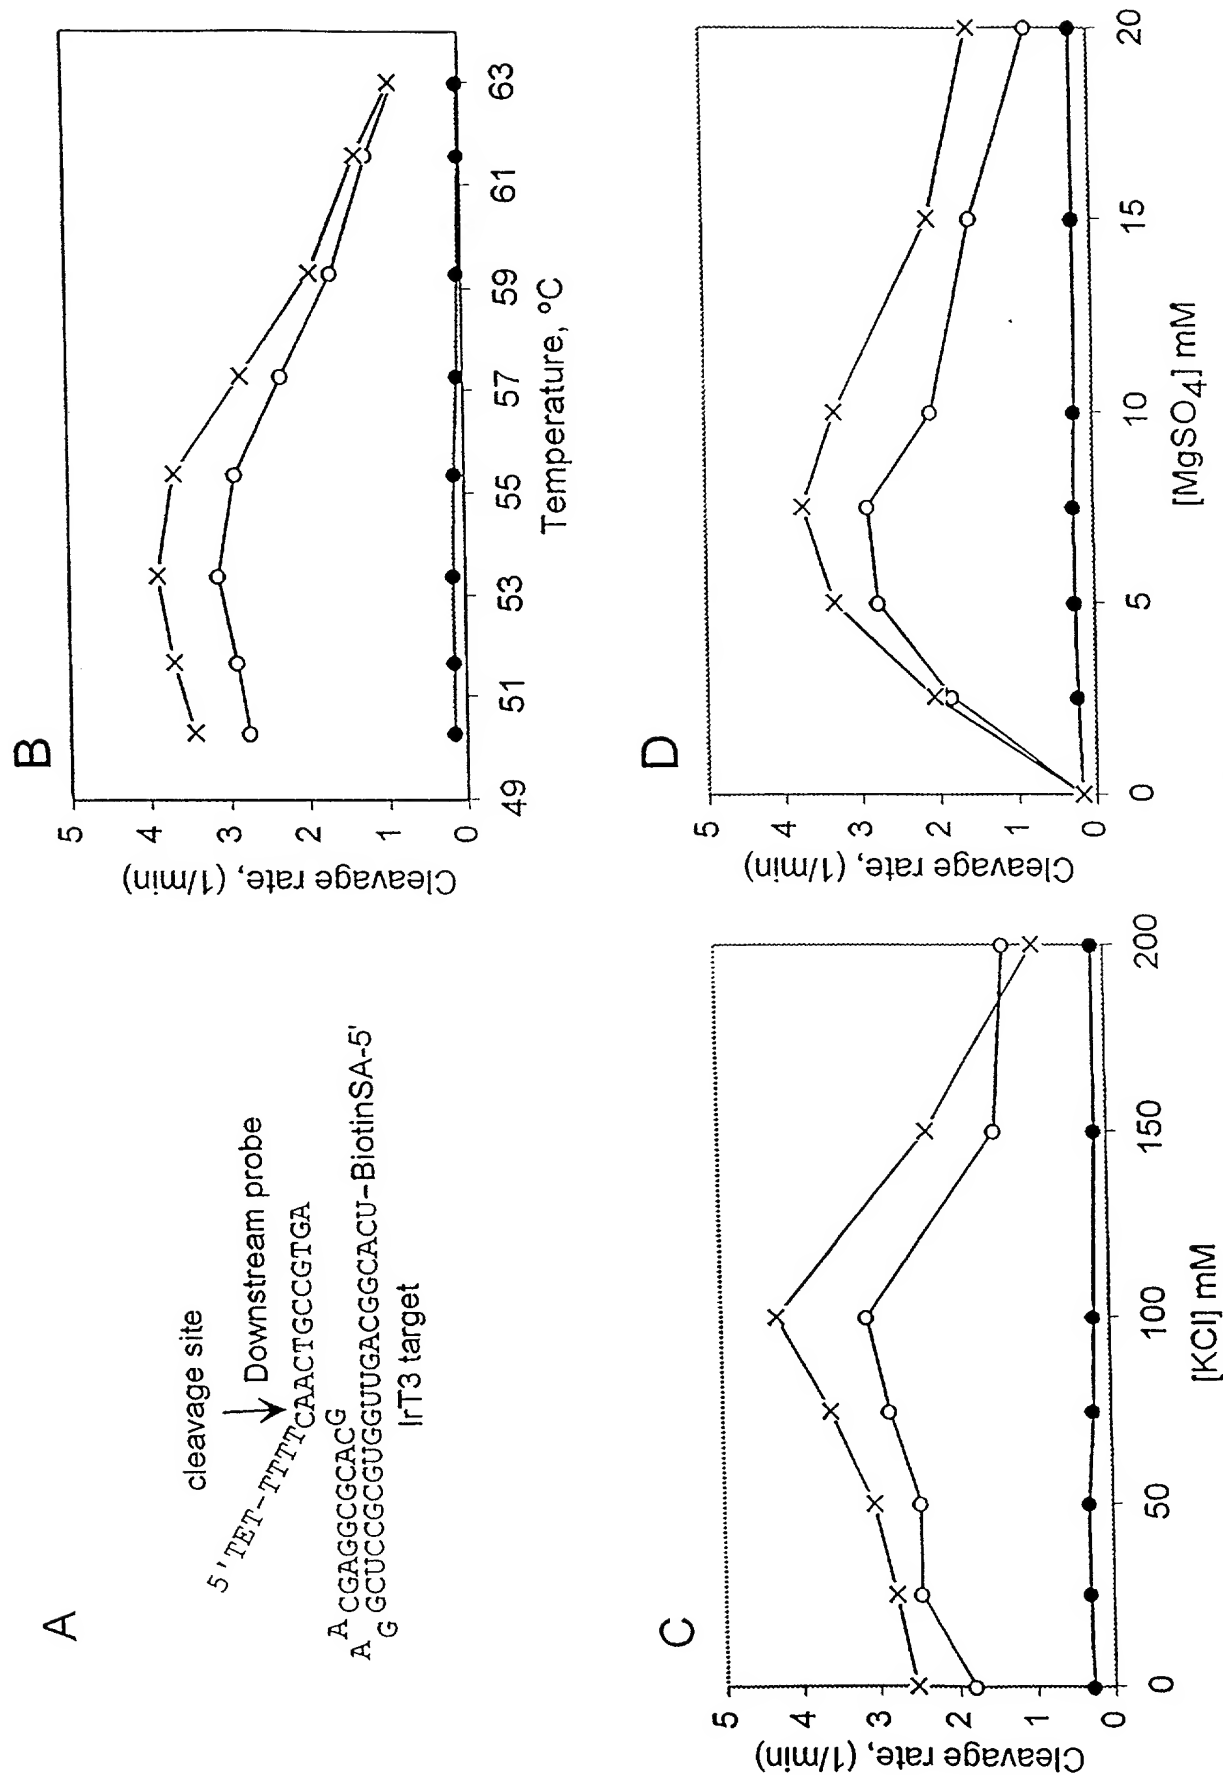 A
cleavage site
5'TET-TTTTCAACTGCCGTGA
Downstream probe
A CGAGGCGCACG
A
G GCUCCGCGUGGUUGACGGCACU-BiotinSA-5'
IrT3 target
B
Cleavage rate, (1/min)
5
4
3
2
1
0
49 51 53 55 57 59 61 63
Temperature, ºC
C
Cleavage rate, (1/min)
5
4
3
2
1
0
0 50 100 150 200
[KCl] mM
D
Cleavage rate, (1/min)
5
4
3
2
1
0
0 5 10 15 20
[MgSO4] mM